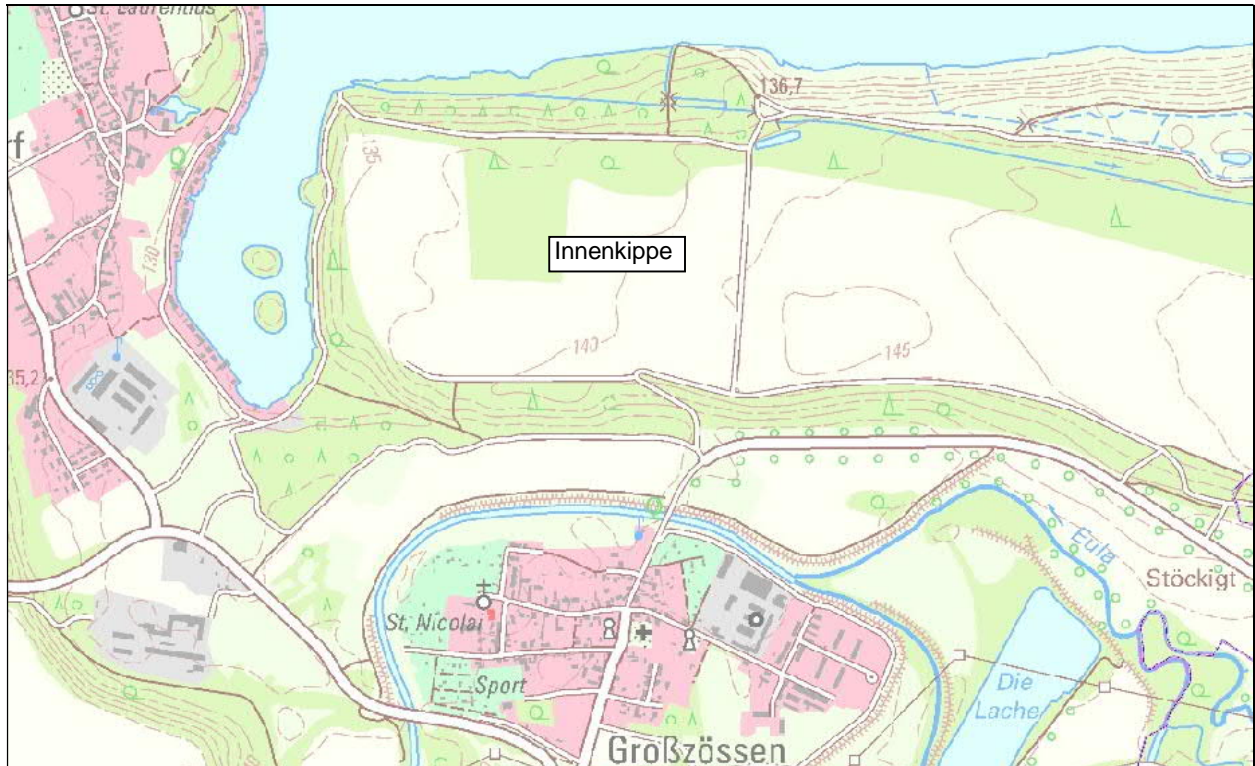 St. Laurentius
136,7
rf
135
130
Innenkippe
140
145
35,2
Eula
Stöckigt
St. Nicolai
Sport
Die
Lache
Großzössen